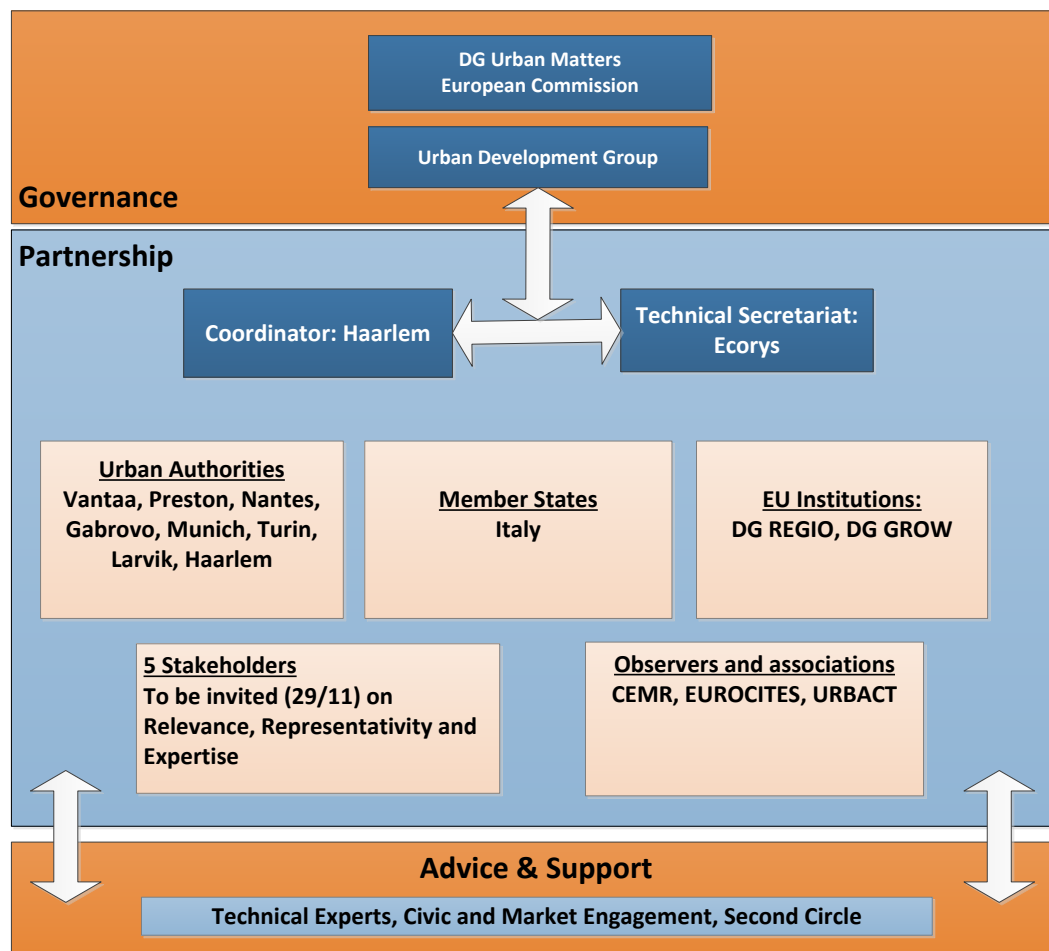 DG Urban Matters
European Commission
Urban Development Group
Governance
Partnership
Coordinator: Haarlem
Technical Secretariat:
Ecorys
Urban Authorities
Vantaa, Preston, Nantes,
Gabrovo, Munich, Turin,
Larvik, Haarlem
Member States
Italy
EU Institutions:
DG REGIO, DG GROW
5 Stakeholders
To be invited (29/11) on
Relevance, Representativity and
Expertise
Observers and associations
CEMR, EUROCITES, URBACT
Advice & Support
Technical Experts, Civic and Market Engagement, Second Circle